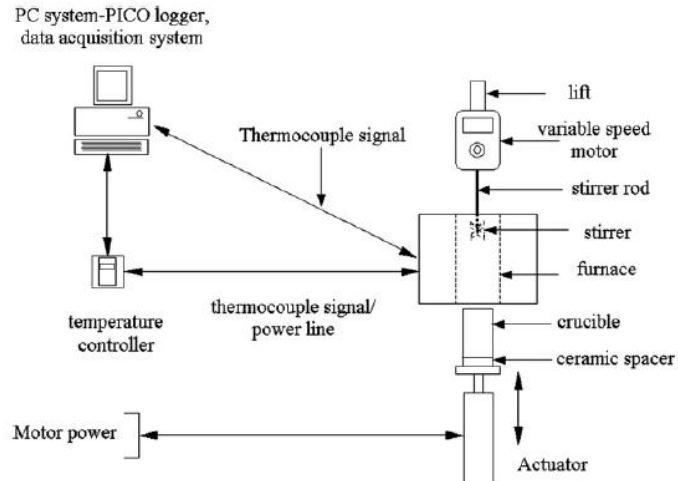 PC system-PICO logger,
data acquisition system
lift
Thermocouple signal
variable speed
motor
stirrer rod
stirrer
furnace
thermocouple signal/
power line
temperature
controller
crucible
ceramic spacer
Motor power
Actuator